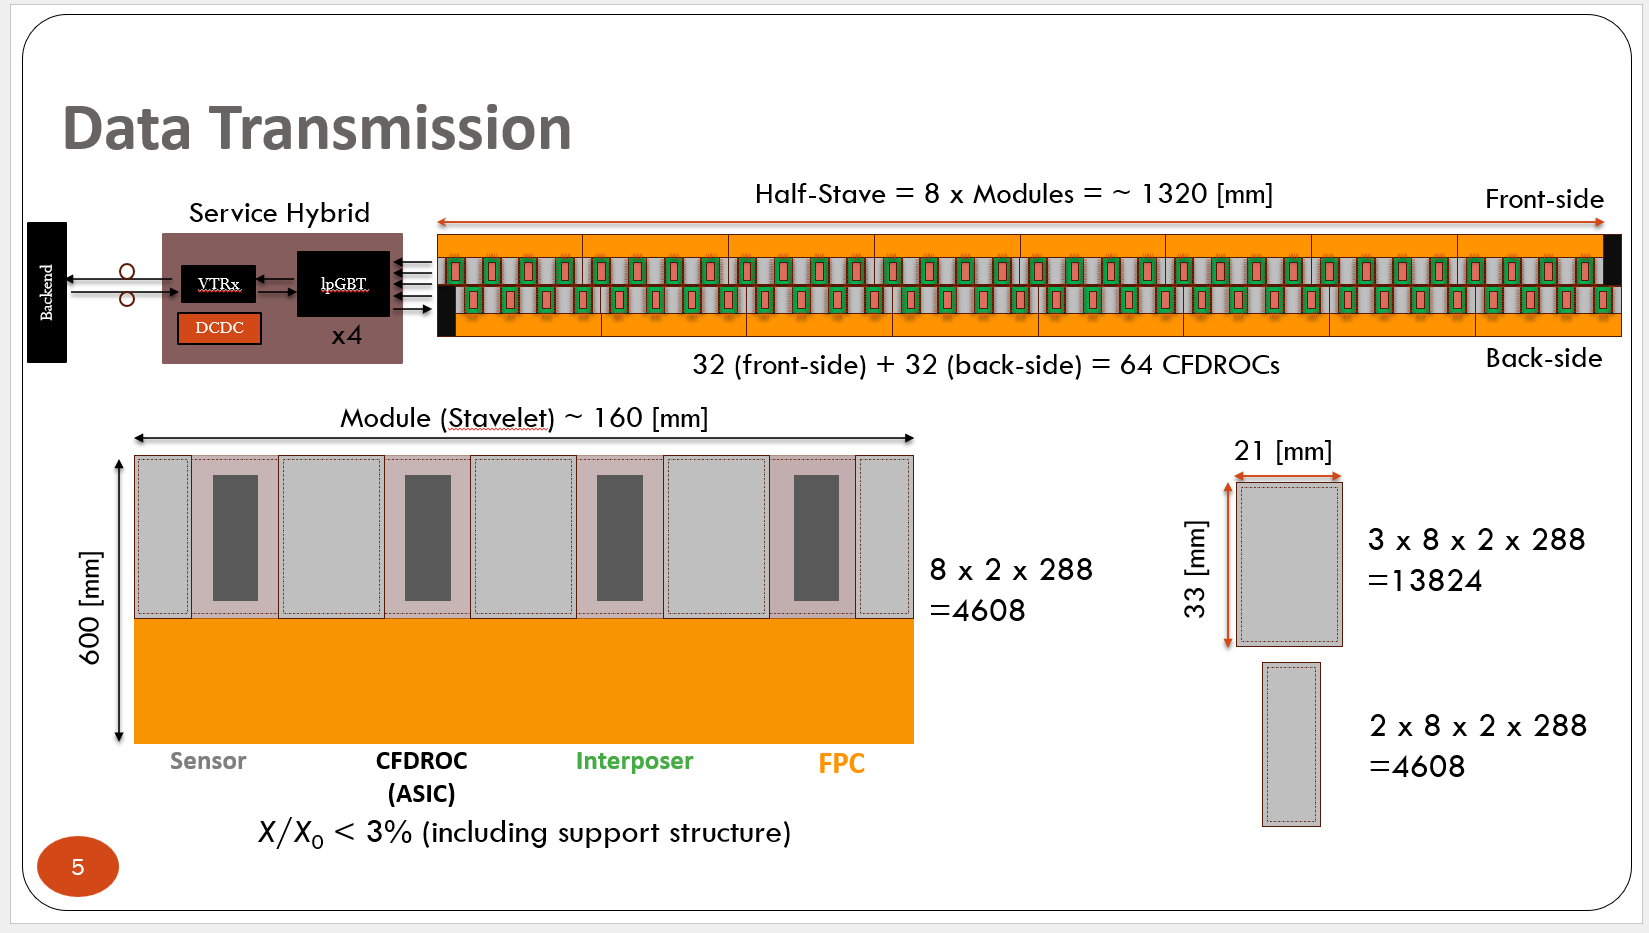 Data Transmission
Half-Stave = 8 x Modules = ~ 1320 [mm]
Front-side
Service Hybrid
Backend
VTRx
lpGBT
DCDC
x4
32 (front-side) + 32 (back-side) = 64 CFDROCs
Back-side
Module (Stavelet) ~ 160 [mm]
600 [mm]
8 x 2 x 288
=4608
21 [mm]
33 [mm]
3 x 8 x 2 x 288
=13824
2 x 8 x 2 x 288
=4608
Sensor
CFDROC
(ASIC)
Interposer
FPC
X/X₀ < 3% (including support structure)
5